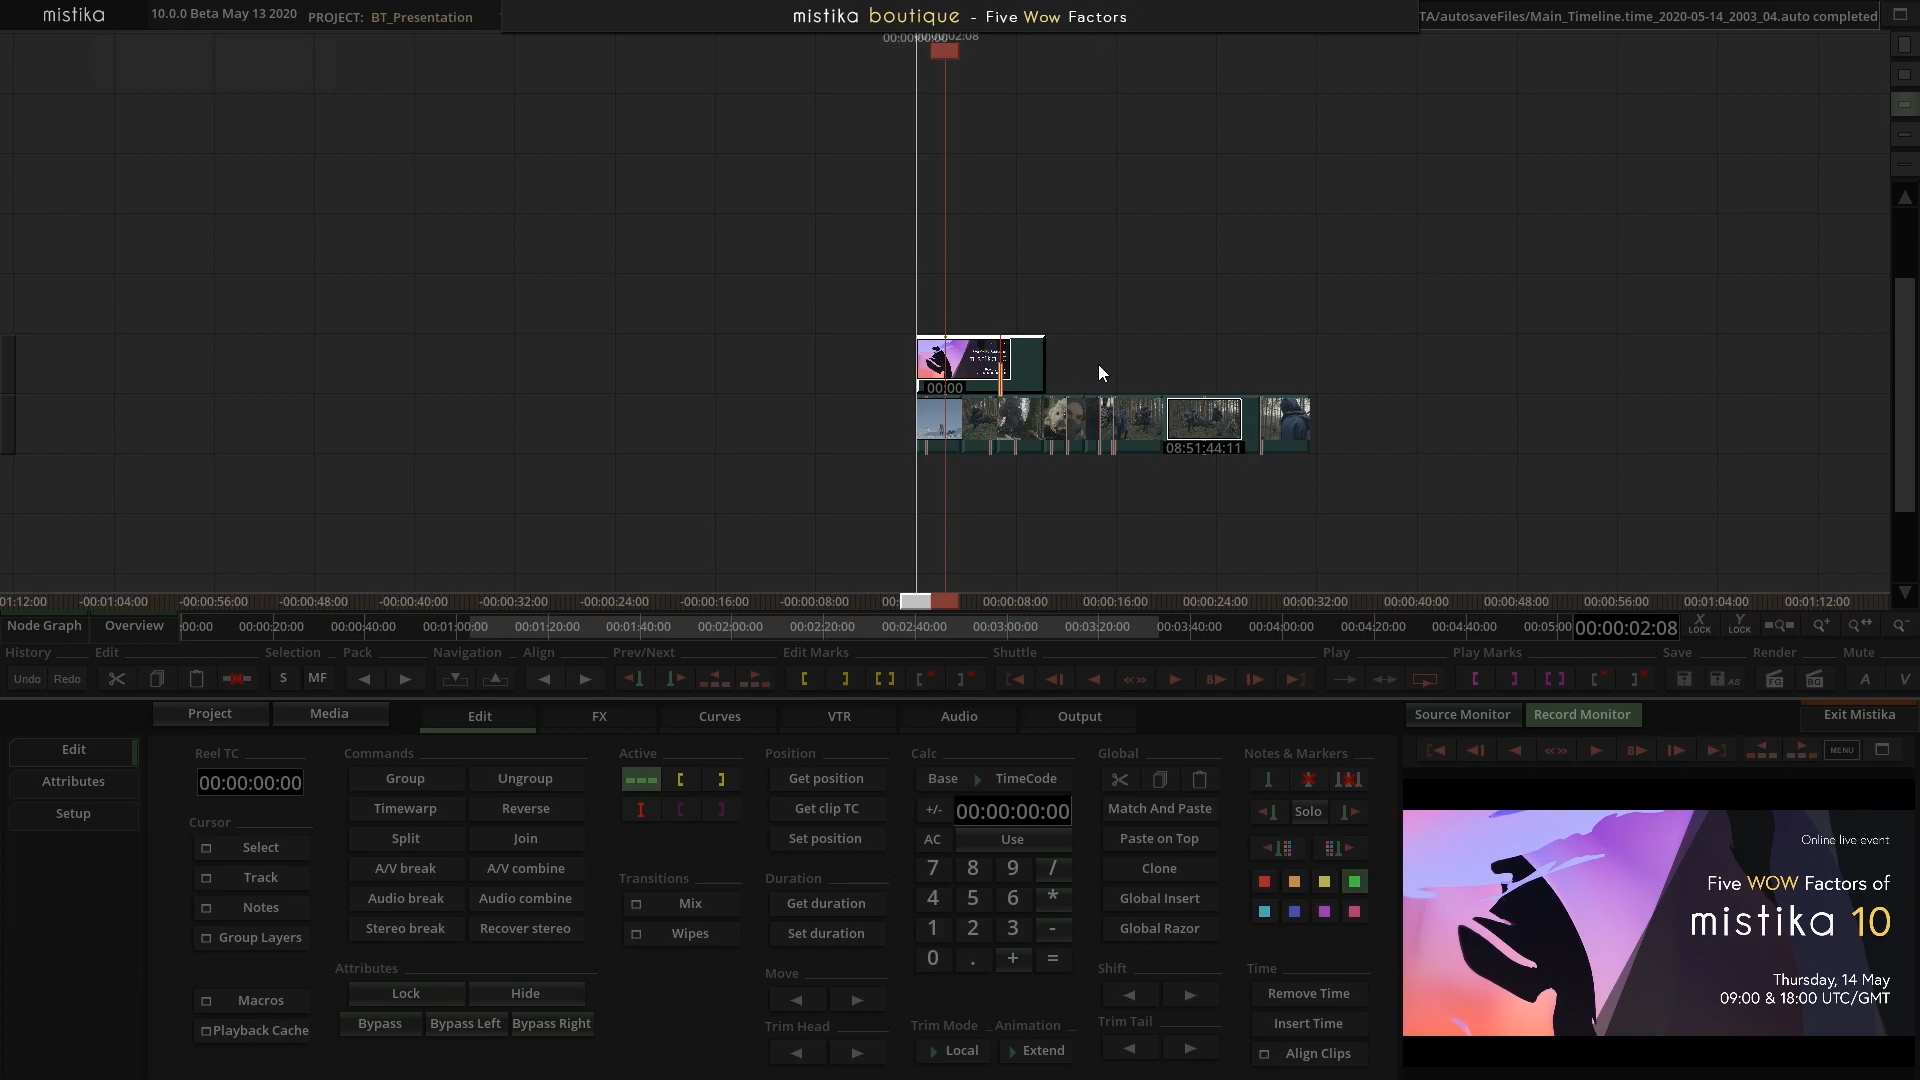 mistika
10.0.0 Beta May 13 2020 PROJECT: BT_Presentation
mistika boutique - Five Wow Factors
TA/autosaveFiles/Main_Timeline.time_2020-05-14_2003_04.auto completed
00:00
08:51:44:11
01:12:00 -00:01:04:00 -00:00:56:00 -00:00:48:00 -00:00:40:00 -00:00:32:00 -00:00:24:00 -00:00:16:00 -00:00:08:00 00: 00:00:08:00 00:00:16:00 00:00:24:00 00:00:32:00 00:00:40:00 00:00:48:00 00:00:56:00 00:01:04:00 00:01:12:00
Node Graph Overview :00:00 00:00:20:00 00:00:40:00 00:01:00:00 00:01:20:00 00:01:40:00 00:02:00:00 00:02:20:00 00:02:40:00 00:03:00:00 00:03:20:00 00:03:40:00 00:04:00:00 00:04:20:00 00:04:40:00 00:05:00 00:00:02:08 X LOCK Y LOCK
History Edit Selection Pack Navigation Align Prev/Next Edit Marks Shuttle Play Play Marks Save Render Mute
Undo Redo S MF AS FG BG A V
Project Media Edit FX Curves VTR Audio Output Source Monitor Record Monitor Exit Mistika
Edit
Attributes
Setup
Reel TC
00:00:00:00
Cursor
Select
Track
Notes
Group Layers
Macros
Playback Cache
Commands
Group Ungroup
Timewarp Reverse
Split Join
A/V break A/V combine
Audio break Audio combine
Stereo break Recover stereo
Attributes
Lock Hide
Bypass Bypass Left Bypass Right
Active
Transitions
Mix
Wipes
Position
Get position
Get clip TC
Set position
Duration
Get duration
Set duration
Move
Trim Head
Calc
Base TimeCode
+/- 00:00:00:00
AC Use
7 8 9 /
4 5 6 *
1 2 3 -
0 . + =
Trim Mode Animation
Local Extend
Global
Match And Paste
Paste on Top
Clone
Global Insert
Global Razor
Shift
Trim Tail
Notes & Markers
Solo
Time
Remove Time
Insert Time
Align Clips
MENU
Online live event
Five WOW Factors of
mistika 10
Thursday, 14 May
09:00 & 18:00 UTC/GMT